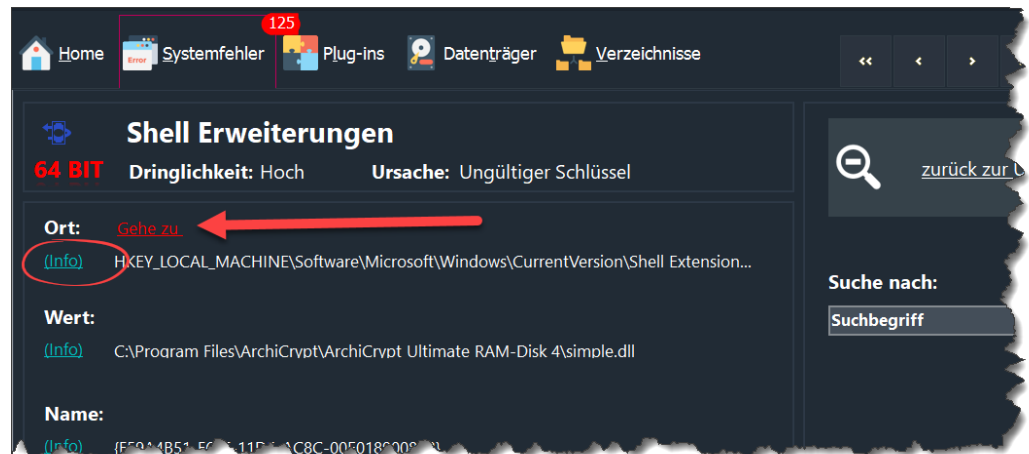 125
Home Systemfehler Plug-ins Datenträger Verzeichnisse
Error
Shell Erweiterungen
64 BIT Dringlichkeit: Hoch Ursache: Ungültiger Schlüssel
zurück zur
Ort: Gehe zu
(Info) HKEY_LOCAL_MACHINE\Software\Microsoft\Windows\CurrentVersion\Shell Extension...
Suche nach:
Wert:
Suchbegriff
(Info) C:\Program Files\ArchiCrypt\ArchiCrypt Ultimate RAM-Disk 4\simple.dll
Name:
(Info)